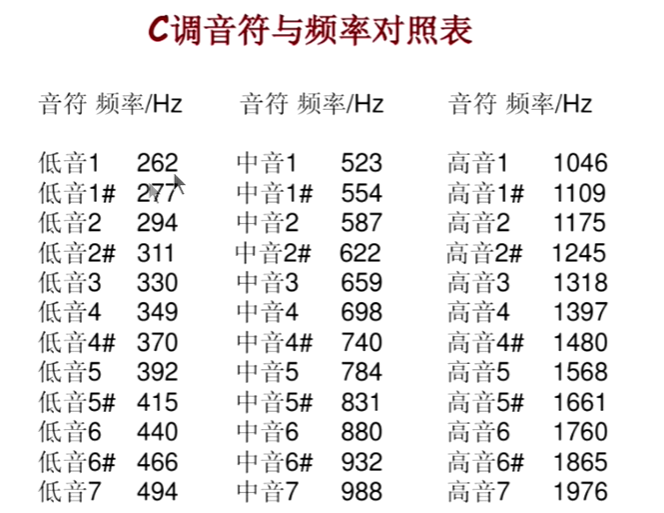 C调音符与频率对照表
音符 频率/Hz 音符 频率/Hz 音符 频率/Hz
低音1 262 中音1 523 高音1 1046
低音1# 277 中音1# 554 高音1# 1109
低音2 294 中音2 587 高音2 1175
低音2# 311 中音2# 622 高音2# 1245
低音3 330 中音3 659 高音3 1318
低音4 349 中音4 698 高音4 1397
低音4# 370 中音4# 740 高音4# 1480
低音5 392 中音5 784 高音5 1568
低音5# 415 中音5# 831 高音5# 1661
低音6 440 中音6 880 高音6 1760
低音6# 466 中音6# 932 高音6# 1865
低音7 494 中音7 988 高音7 1976